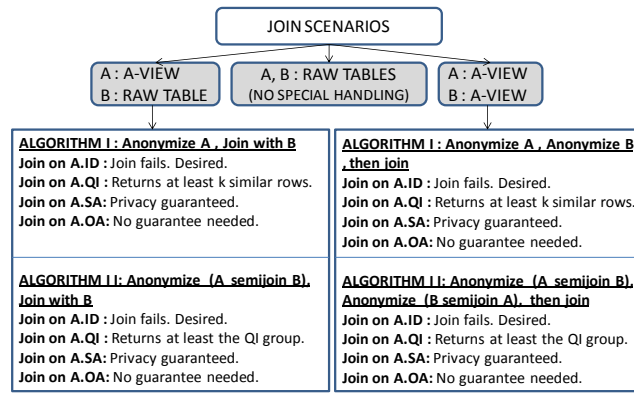 JOIN SCENARIOS
A : A-VIEW
B : RAW TABLE
A, B : RAW TABLES
(NO SPECIAL HANDLING)
A : A-VIEW
B : A-VIEW
ALGORITHM I : Anonymize A , Join with B
Join on A.ID : Join fails. Desired.
Join on A.QI : Returns at least k similar rows.
Join on A.SA: Privacy guaranteed.
Join on A.OA: No guarantee needed.
ALGORITHM I I: Anonymize (A semijoin B),
Join with B
Join on A.ID : Join fails. Desired.
Join on A.QI : Returns at least the QI group.
Join on A.SA: Privacy guaranteed.
Join on A.OA: No guarantee needed.
ALGORITHM I : Anonymize A , Anonymize B
, then join
Join on A.ID : Join fails. Desired.
Join on A.QI : Returns at least k similar rows.
Join on A.SA: Privacy guaranteed.
Join on A.OA: No guarantee needed.
ALGORITHM I I: Anonymize (A semijoin B),
Anonymize (B semijoin A), then join
Join on A.ID : Join fails. Desired.
Join on A.QI : Returns at least the QI group.
Join on A.SA: Privacy guaranteed.
Join on A.OA: No guarantee needed.